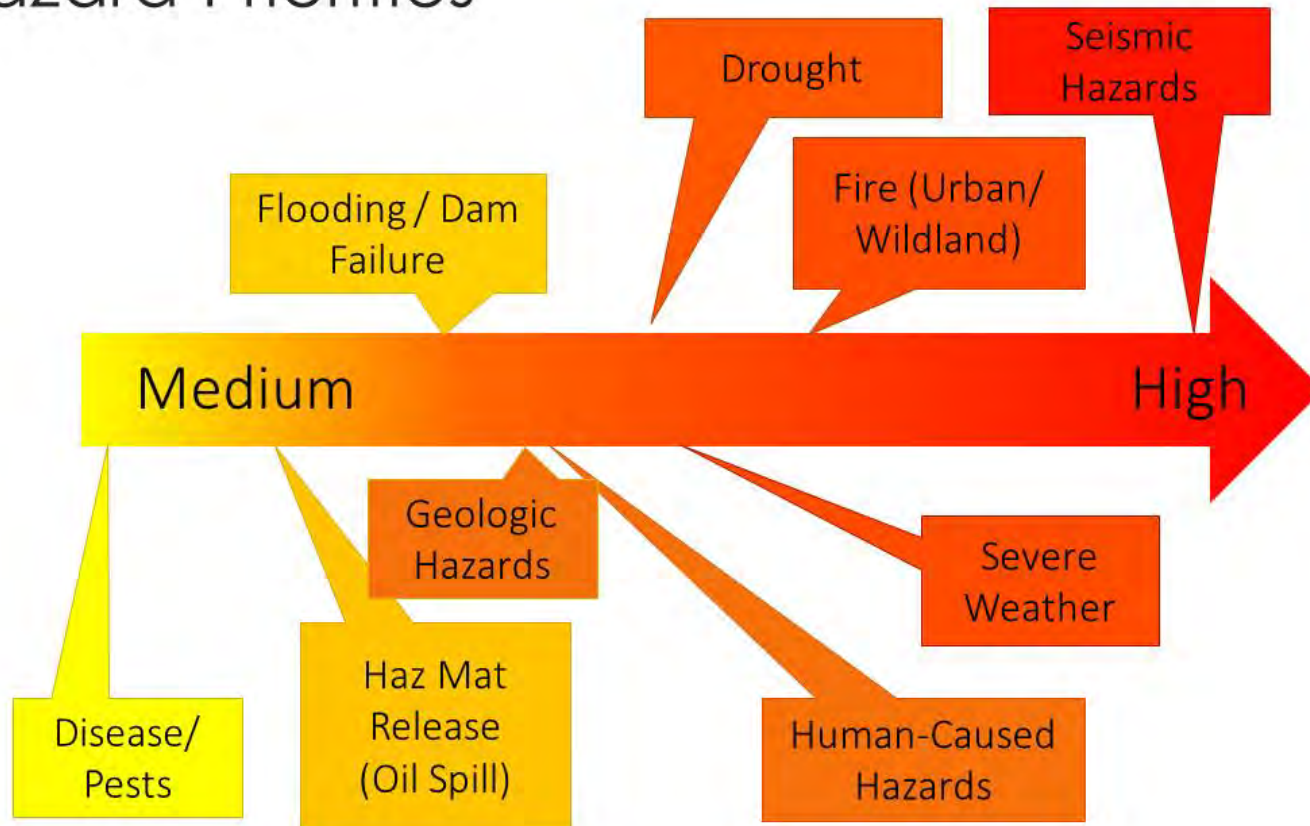 Seismic
Hazards
Drought
Fire (Urban/
Wildland)
Flooding / Dam
Failure
Medium
High
Geologic
Hazards
Severe
Weather
Haz Mat
Release
(Oil Spill)
Human-Caused
Hazards
Disease/
Pests